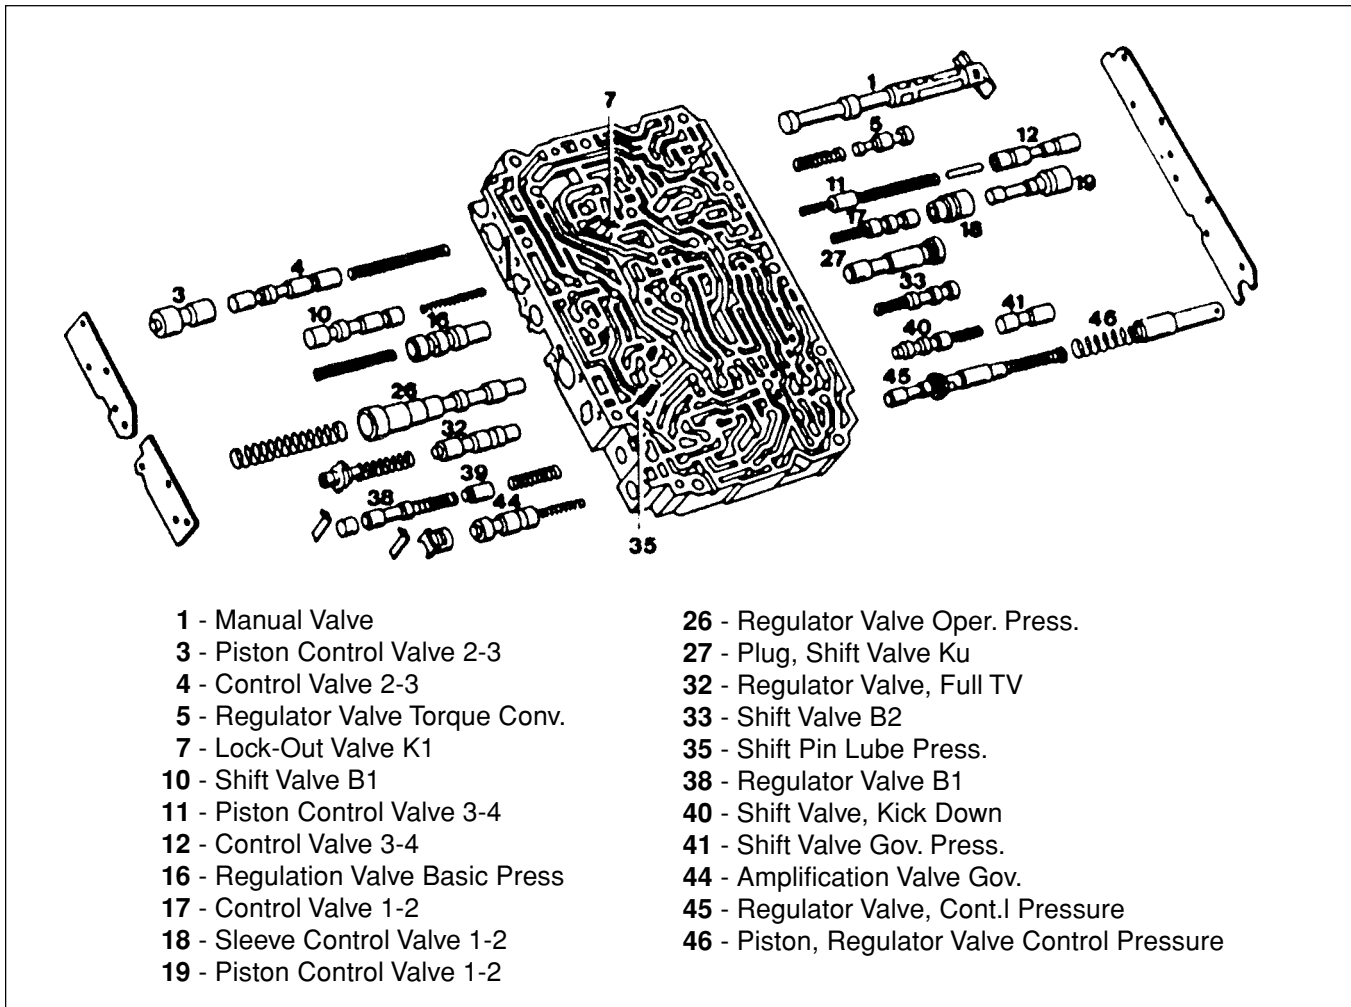 7
1
5
12
11
19
17
18
4
27
3
33
10
16
41
40
46
45
26
32
39
38
44
35
1 - Manual Valve
3 - Piston Control Valve 2-3
4 - Control Valve 2-3
5 - Regulator Valve Torque Conv.
7 - Lock-Out Valve K1
10 - Shift Valve B1
11 - Piston Control Valve 3-4
12 - Control Valve 3-4
16 - Regulation Valve Basic Press
17 - Control Valve 1-2
18 - Sleeve Control Valve 1-2
19 - Piston Control Valve 1-2
26 - Regulator Valve Oper. Press.
27 - Plug, Shift Valve Ku
32 - Regulator Valve, Full TV
33 - Shift Valve B2
35 - Shift Pin Lube Press.
38 - Regulator Valve B1
40 - Shift Valve, Kick Down
41 - Shift Valve Gov. Press.
44 - Amplification Valve Gov.
45 - Regulator Valve, Cont.l Pressure
46 - Piston, Regulator Valve Control Pressure